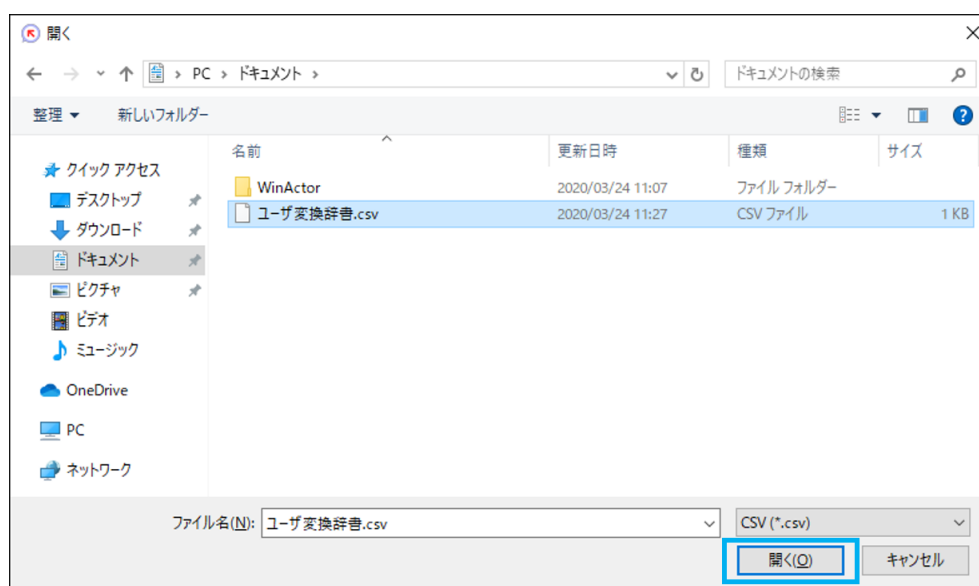 開く
PC › ドキュメント ›
ドキュメントの検索
整理
新しいフォルダー
?
名前 更新日時 種類 サイズ
クイック アクセス
デスクトップ
ダウンロード
ドキュメント
ピクチャ
ビデオ
ミュージック
OneDrive
PC
ネットワーク
WinActor 2020/03/24 11:07 ファイル フォルダー
ユーザ変換辞書.csv 2020/03/24 11:27 CSV ファイル 1 KB
ファイル名(N): ユーザ変換辞書.csv CSV (*.csv)
開く(O) キャンセル